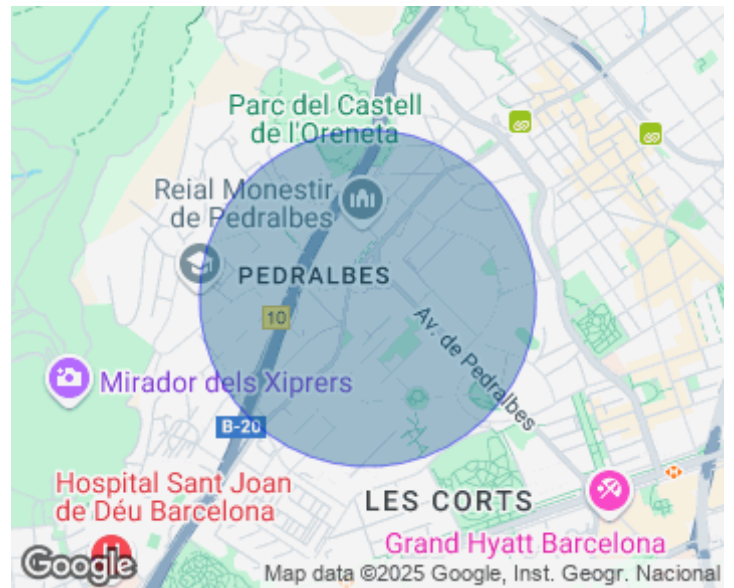 Parc del Castell
de l'Oreneta
Reial Monestir
de Pedralbes
PEDRALBES
10
Av. de Pedralbes
Mirador dels Xiprers
B-20
Hospital Sant Joan
de Déu Barcelona
LES CORTS
Grand Hyatt Barcelona
Google
Map data ©2025 Google, Inst. Geogr. Nacional